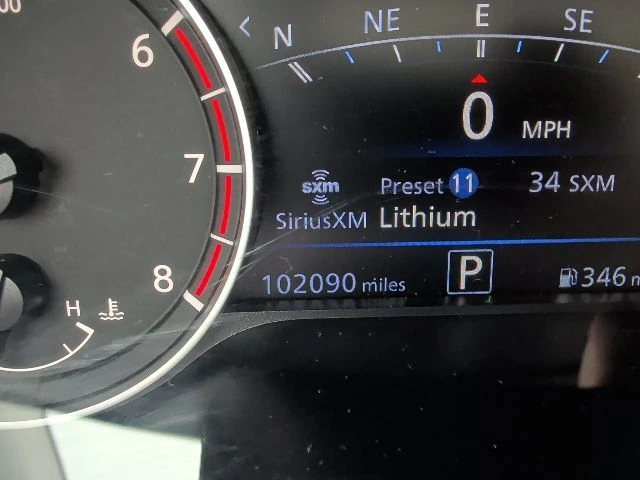 6
7
8
H
< N NE E SE
0 MPH
sxm Preset 11 34 SXM
SiriusXM Lithium
102090 miles P 346